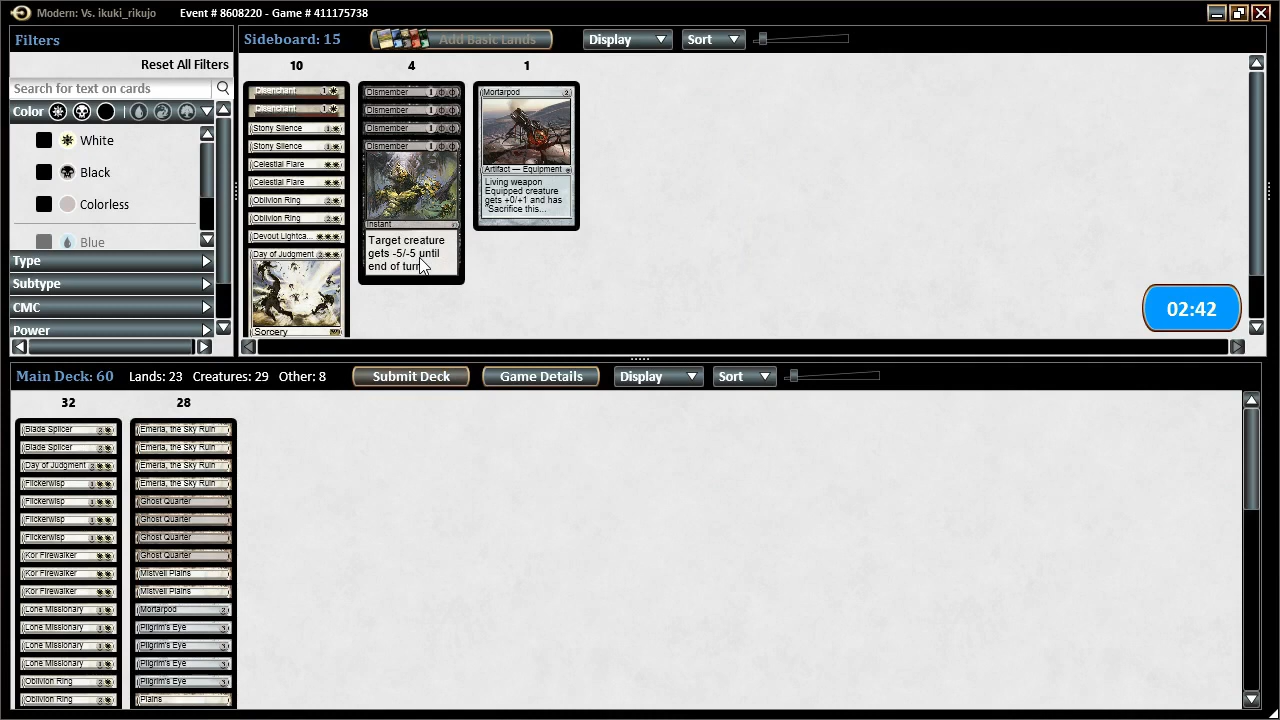 Modern: Vs. ikuki_rikujo Event # 8608220 - Game # 411175738
Filters
Reset All Filters
Search for text on cards
Color
White
Black
Colorless
Blue
Type
Subtype
CMC
Power
Sideboard: 15 Add Basic Lands Display Sort
10 4 1
Disenchant
Disenchant
Stony Silence
Stony Silence
Celestial Flare
Celestial Flare
Oblivion Ring
Oblivion Ring
Devout Lightca...
Day of Judgment
Sorcery
Dismember
Dismember
Dismember
Dismember
Instant
Target creature
gets -5/-5 until
end of turn
Mortarpod
Artifact — Equipment
Living weapon
Equipped creature
gets +0/+1 and has
"Sacrifice this...
02:42
Main Deck: 60 Lands: 23 Creatures: 29 Other: 8 Submit Deck Game Details Display Sort
32 28
Blade Splicer
Blade Splicer
Day of Judgment
Flickerwisp
Flickerwisp
Flickerwisp
Flickerwisp
Kor Firewalker
Kor Firewalker
Kor Firewalker
Lone Missionary
Lone Missionary
Lone Missionary
Lone Missionary
Oblivion Ring
Oblivion Ring
Emeria, the Sky Ruin
Emeria, the Sky Ruin
Emeria, the Sky Ruin
Emeria, the Sky Ruin
Ghost Quarter
Ghost Quarter
Ghost Quarter
Ghost Quarter
Mistveil Plains
Mistveil Plains
Mortarpod
Pilgrim's Eye
Pilgrim's Eye
Pilgrim's Eye
Pilgrim's Eye
Plains